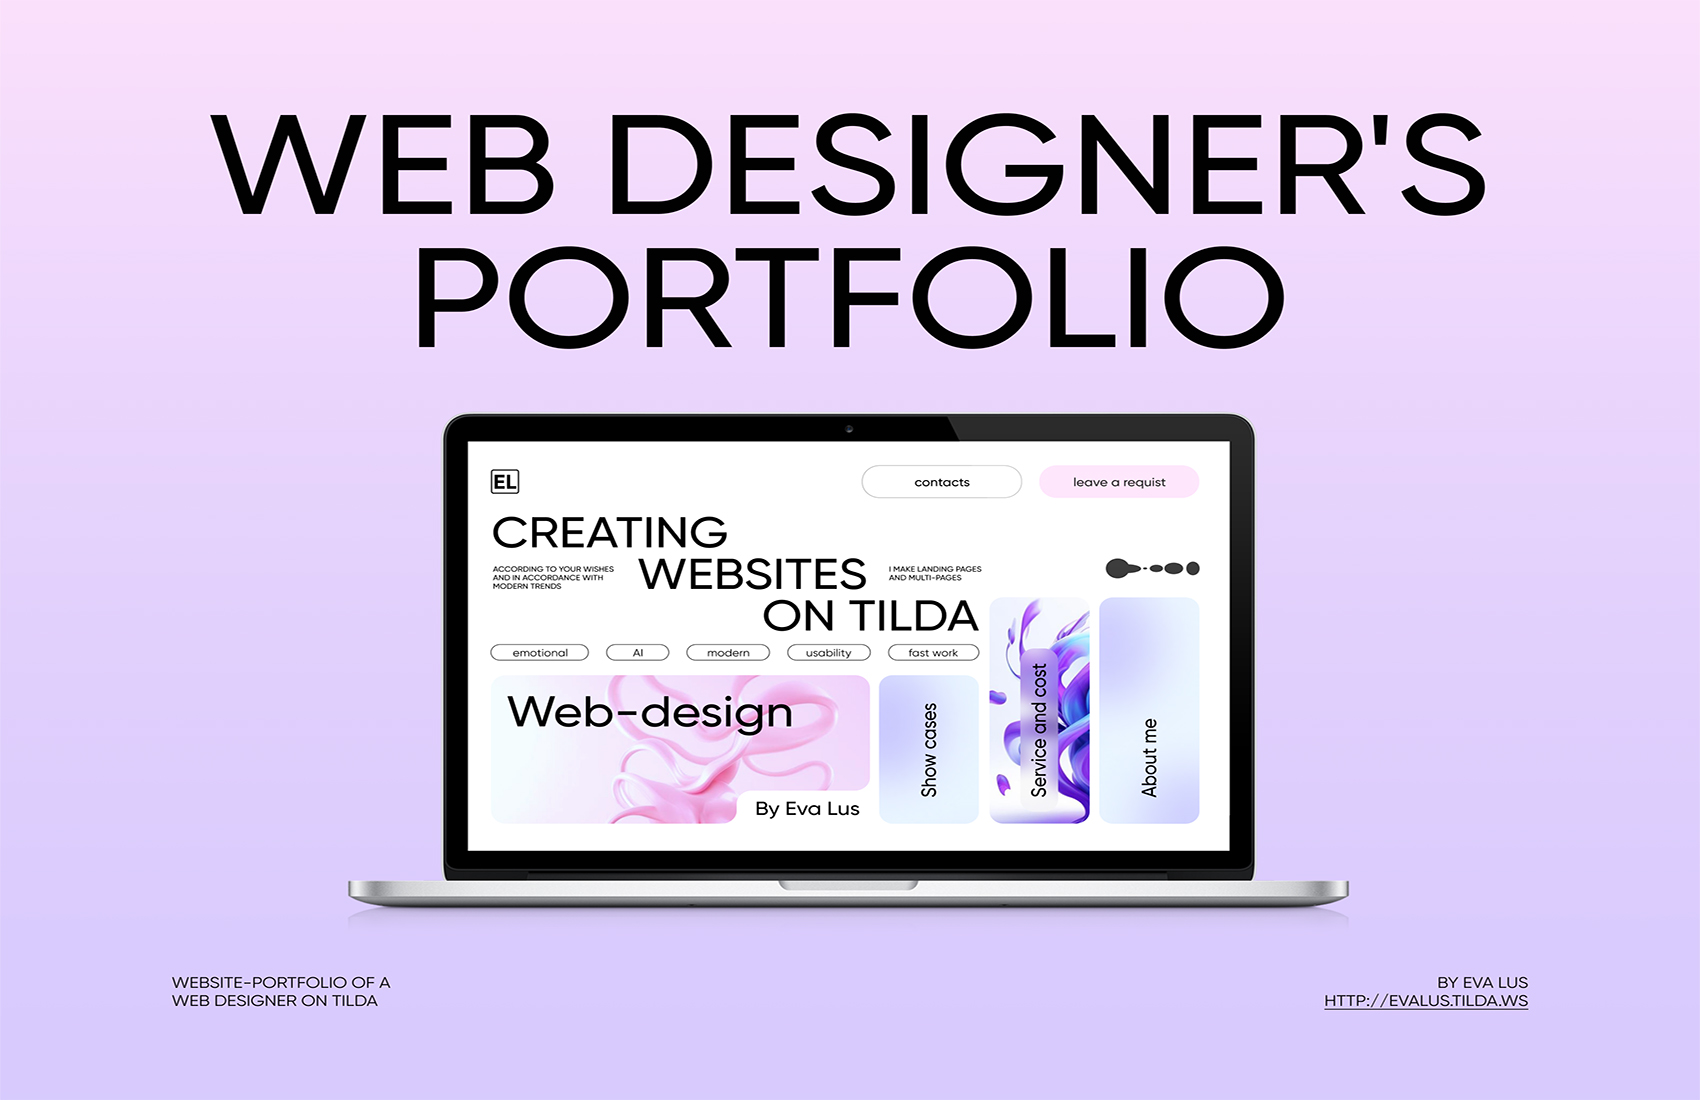 WEB DESIGNER'S
PORTFOLIO
EL
contacts
leave a requist
CREATING
WEBSITES
ON TILDA
ACCORDING TO YOUR WISHES
AND IN ACCORDANCE WITH
MODERN TRENDS
I MAKE LANDING PAGES
AND MULTI-PAGES
emotional
AI
modern
usability
fast work
Web-design
By Eva Lus
Show cases
Service and cost
About me
WEBSITE-PORTFOLIO OF A
WEB DESIGNER ON TILDA
BY EVA LUS
HTTP://EVALUS.TILDA.WS